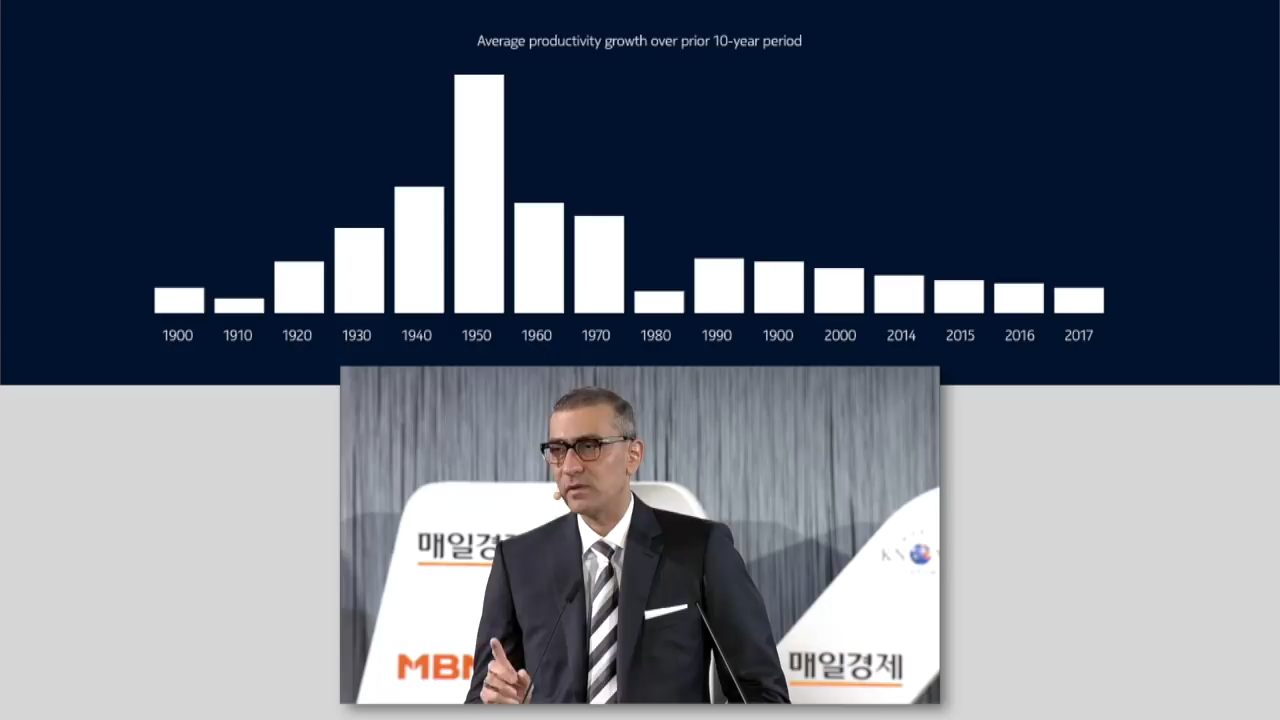 Average productivity growth over prior 10-year period
1900 1910 1920 1930 1940 1950 1960 1970 1980 1990 1900 2000 2014 2015 2016 2017
매일경
KN
MBN
매일경제